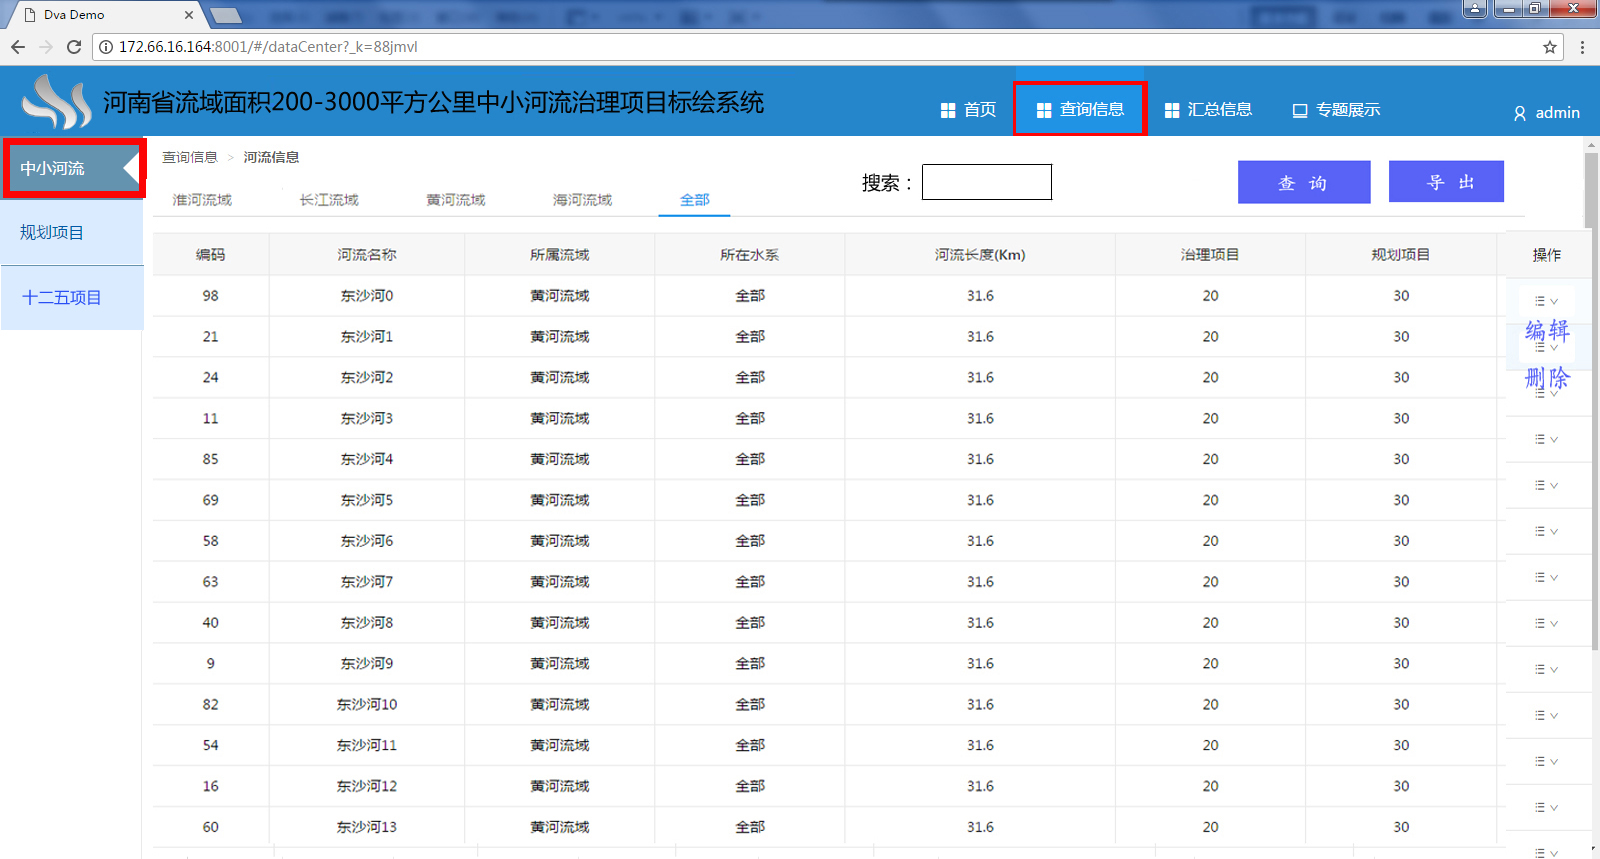 Dva Demo
172.66.16.164:8001/#/dataCenter?_k=88jmvl
河南省流域面积200-3000平方公里中小河流治理项目标绘系统
首页 查询信息 汇总信息 专题展示 admin
中小河流
规划项目
十二五项目
查询信息 > 河流信息
搜索：
查 询
导 出
淮河流域 长江流域 黄河流域 海河流域 全部
编码 河流名称 所属流域 所在水系 河流长度(Km) 治理项目 规划项目 操作
98 东沙河0 黄河流域 全部 31.6 20 30
编辑
21 东沙河1 黄河流域 全部 31.6 20 30
删除
24 东沙河2 黄河流域 全部 31.6 20 30
11 东沙河3 黄河流域 全部 31.6 20 30
85 东沙河4 黄河流域 全部 31.6 20 30
69 东沙河5 黄河流域 全部 31.6 20 30
58 东沙河6 黄河流域 全部 31.6 20 30
63 东沙河7 黄河流域 全部 31.6 20 30
40 东沙河8 黄河流域 全部 31.6 20 30
9 东沙河9 黄河流域 全部 31.6 20 30
82 东沙河10 黄河流域 全部 31.6 20 30
54 东沙河11 黄河流域 全部 31.6 20 30
16 东沙河12 黄河流域 全部 31.6 20 30
60 东沙河13 黄河流域 全部 31.6 20 30